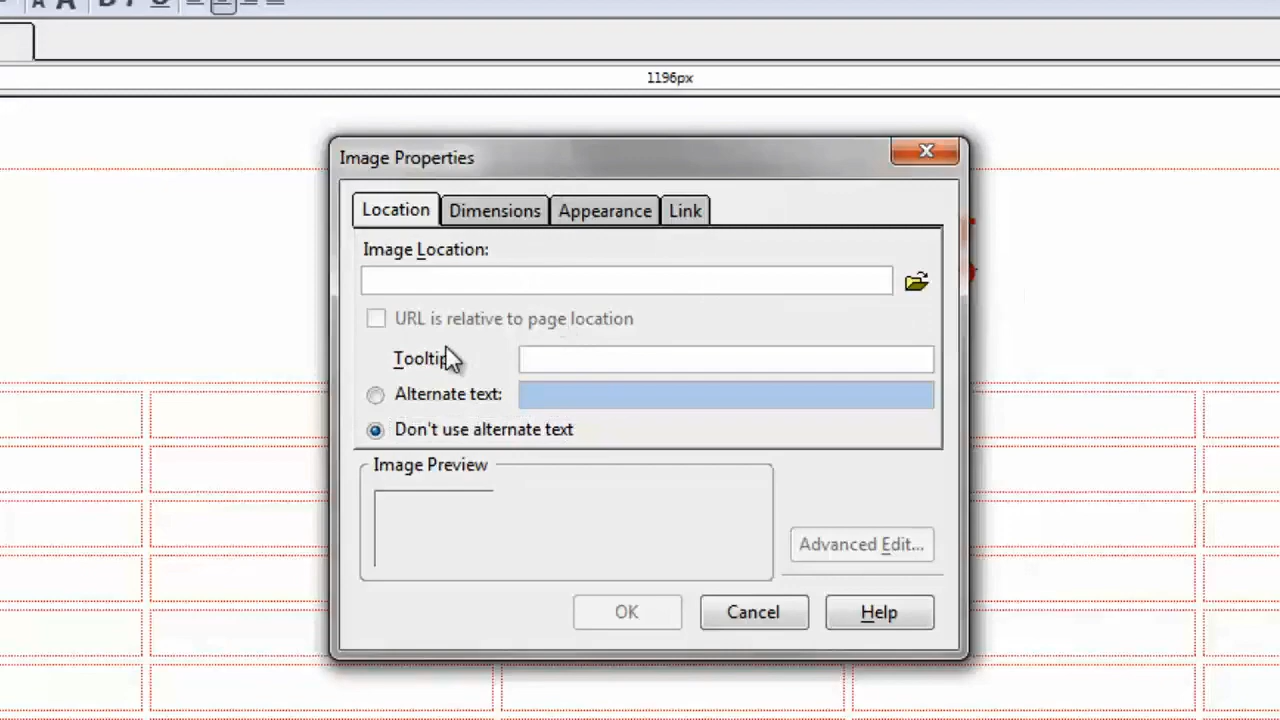 1196px
Image Properties
Location Dimensions Appearance Link
Image Location:
URL is relative to page location
Tooltip
Alternate text:
Don't use alternate text
Image Preview
Advanced Edit...
OK Cancel Help